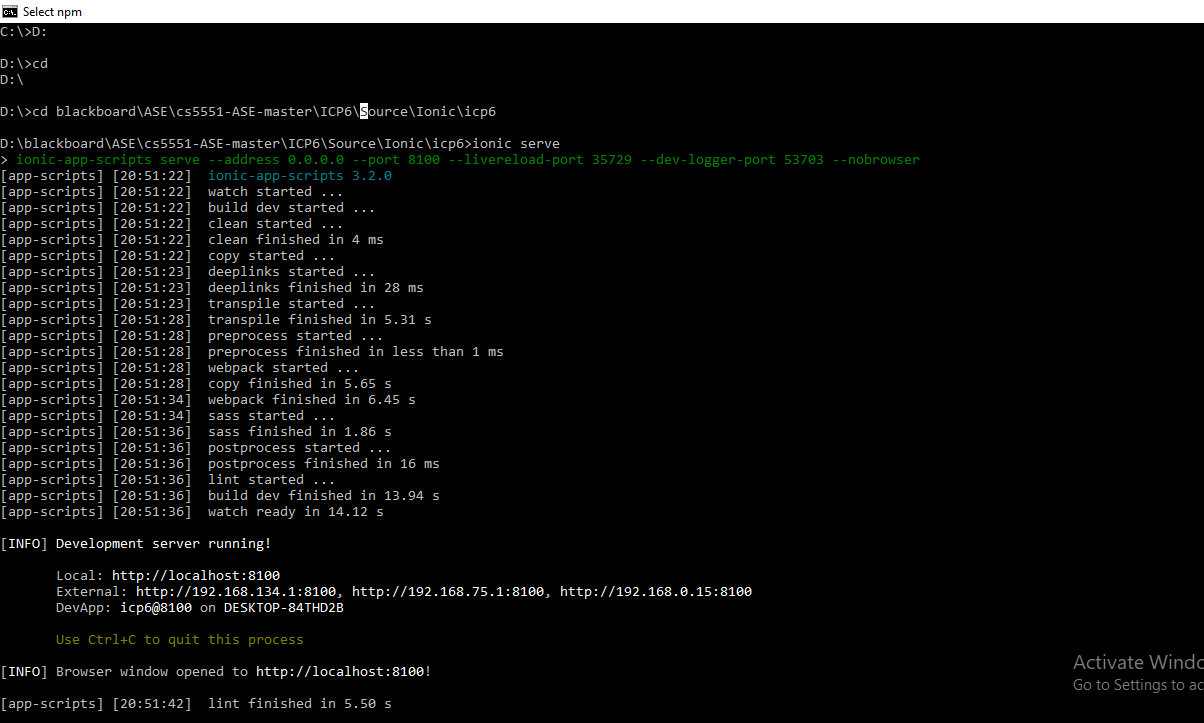 Select npm
C:\>D:
D:\>cd
D:\
D:\>cd blackboard\ASE\cs5551-ASE-master\ICP6\Source\Ionic\icp6
D:\blackboard\ASE\cs5551-ASE-master\ICP6\Source\Ionic\icp6>ionic serve
> ionic-app-scripts serve --address 0.0.0.0 --port 8100 --livereload-port 35729 --dev-logger-port 53703 --nobrowser
[app-scripts] [20:51:22]  ionic-app-scripts 3.2.0
[app-scripts] [20:51:22]  watch started ...
[app-scripts] [20:51:22]  build dev started ...
[app-scripts] [20:51:22]  clean started ...
[app-scripts] [20:51:22]  clean finished in 4 ms
[app-scripts] [20:51:22]  copy started ...
[app-scripts] [20:51:23]  deeplinks started ...
[app-scripts] [20:51:23]  deeplinks finished in 28 ms
[app-scripts] [20:51:23]  transpile started ...
[app-scripts] [20:51:28]  transpile finished in 5.31 s
[app-scripts] [20:51:28]  preprocess started ...
[app-scripts] [20:51:28]  preprocess finished in less than 1 ms
[app-scripts] [20:51:28]  webpack started ...
[app-scripts] [20:51:28]  copy finished in 5.65 s
[app-scripts] [20:51:34]  webpack finished in 6.45 s
[app-scripts] [20:51:34]  sass started ...
[app-scripts] [20:51:36]  sass finished in 1.86 s
[app-scripts] [20:51:36]  postprocess started ...
[app-scripts] [20:51:36]  postprocess finished in 16 ms
[app-scripts] [20:51:36]  lint started ...
[app-scripts] [20:51:36]  build dev finished in 13.94 s
[app-scripts] [20:51:36]  watch ready in 14.12 s
[INFO] Development server running!
Local: http://localhost:8100
External: http://192.168.134.1:8100, http://192.168.75.1:8100, http://192.168.0.15:8100
DevApp: icp6@8100 on DESKTOP-84THD2B
Use Ctrl+C to quit this process
[INFO] Browser window opened to http://localhost:8100!
[app-scripts] [20:51:42]  lint finished in 5.50 s
Activate Windo
Go to Settings to ac